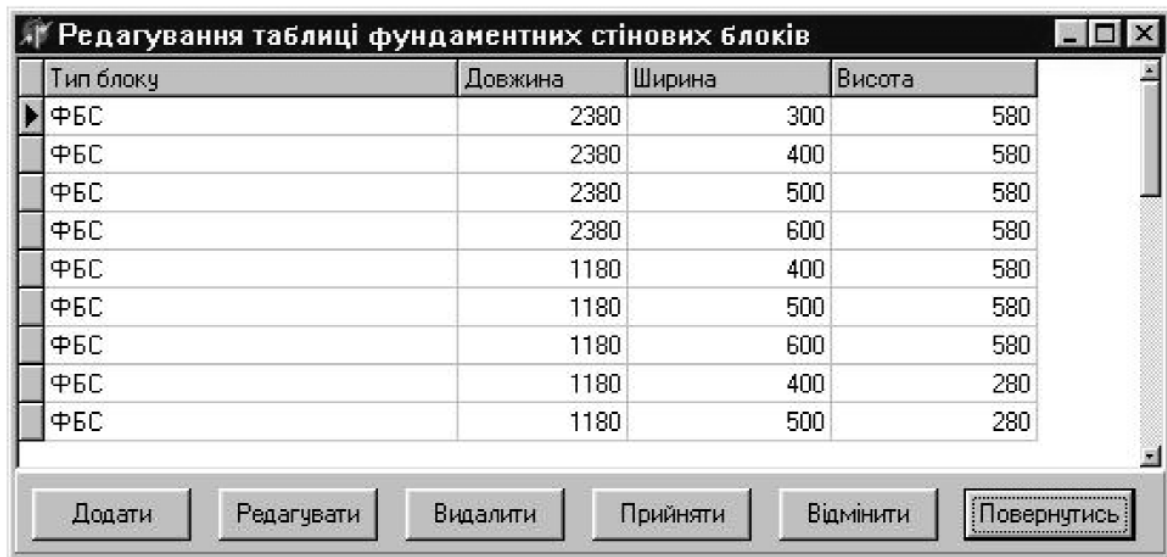 Редагування таблиці фундаментних стінових блоків
Тип блоку Довжина Ширина Висота
ФБС 2380 300 580
ФБС 2380 400 580
ФБС 2380 500 580
ФБС 2380 600 580
ФБС 1180 400 580
ФБС 1180 500 580
ФБС 1180 600 580
ФБС 1180 400 280
ФБС 1180 500 280
Додати Редагувати Видалити Прийняти Відмінити Повернутись